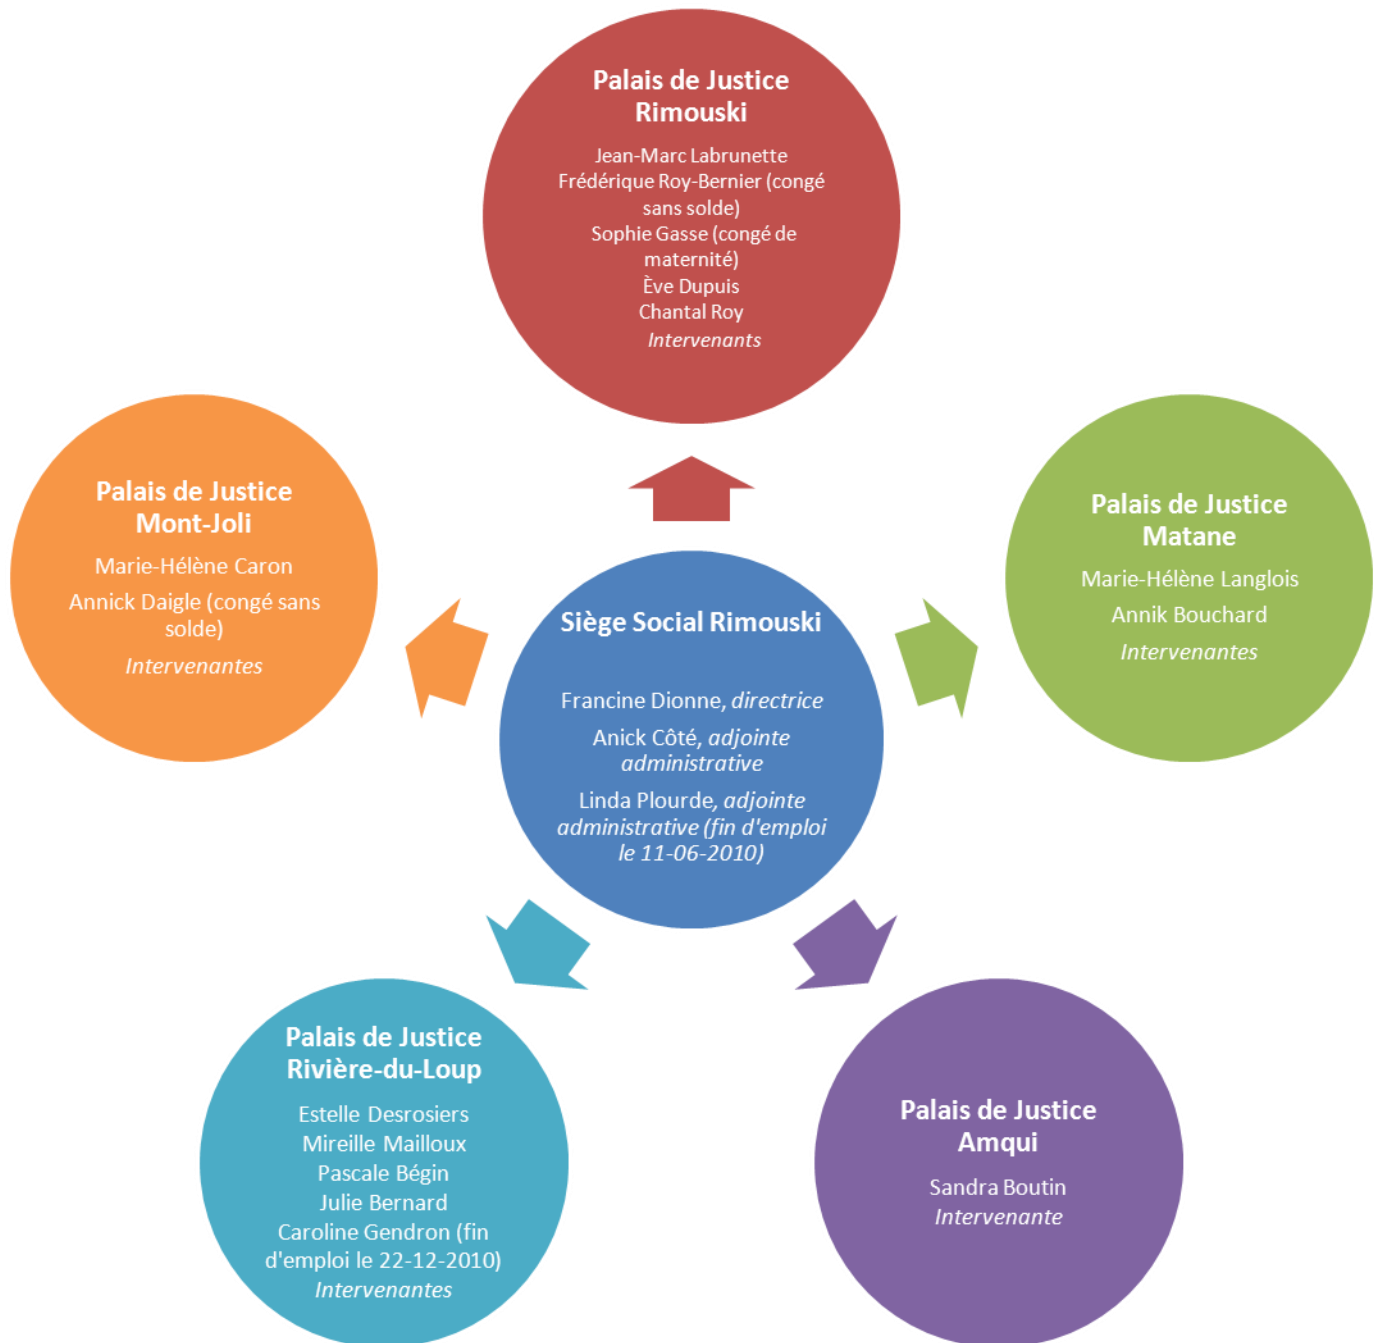 Palais de Justice
Rimouski
Jean-Marc Labrunette
Frédérique Roy-Bernier (congé
sans solde)
Sophie Gasse (congé de
maternité)
Ève Dupuis
Chantal Roy
Intervenants
Palais de Justice
Mont-Joli
Marie-Hélène Caron
Annick Daigle (congé sans
solde)
Intervenantes
Palais de Justice
Matane
Marie-Hélène Langlois
Annik Bouchard
Intervenantes
Siège Social Rimouski
Francine Dionne, directrice
Anick Côté, adjointe
administrative
Linda Plourde, adjointe
administrative (fin d'emploi
le 11-06-2010)
Palais de Justice
Rivière-du-Loup
Estelle Desrosiers
Mireille Mailloux
Pascale Bégin
Julie Bernard
Caroline Gendron (fin
d'emploi le 22-12-2010)
Intervenantes
Palais de Justice
Amqui
Sandra Boutin
Intervenante